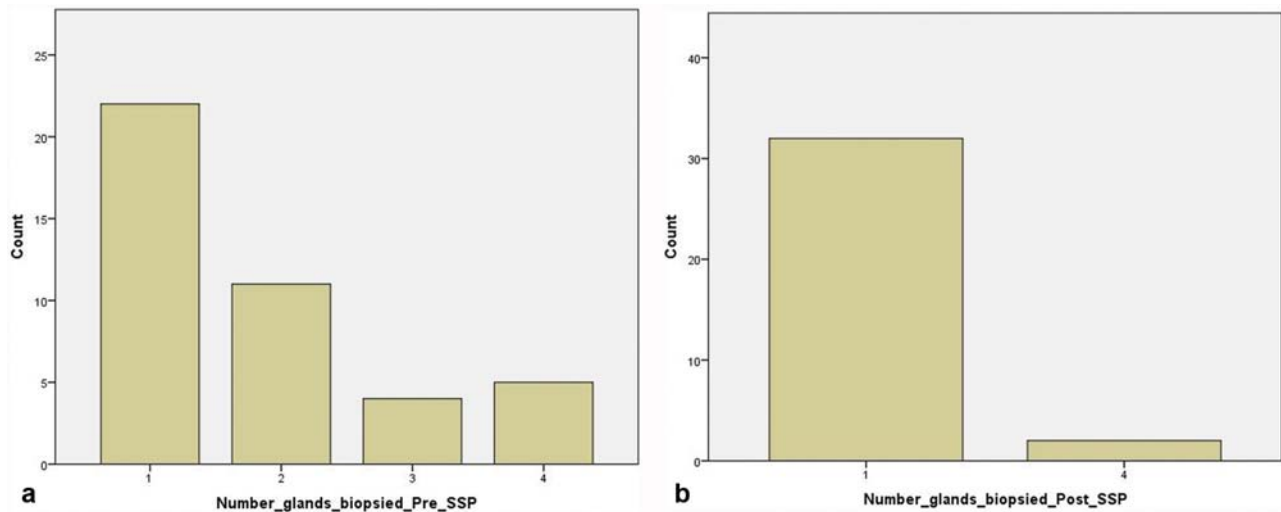 25
20
15
10
5
0
Count
1 2 3 4
Number_glands_biopsied_Pre_SSP
a
40
30
20
10
0
Count
1 4
Number_glands_biopsied_Post_SSP
b